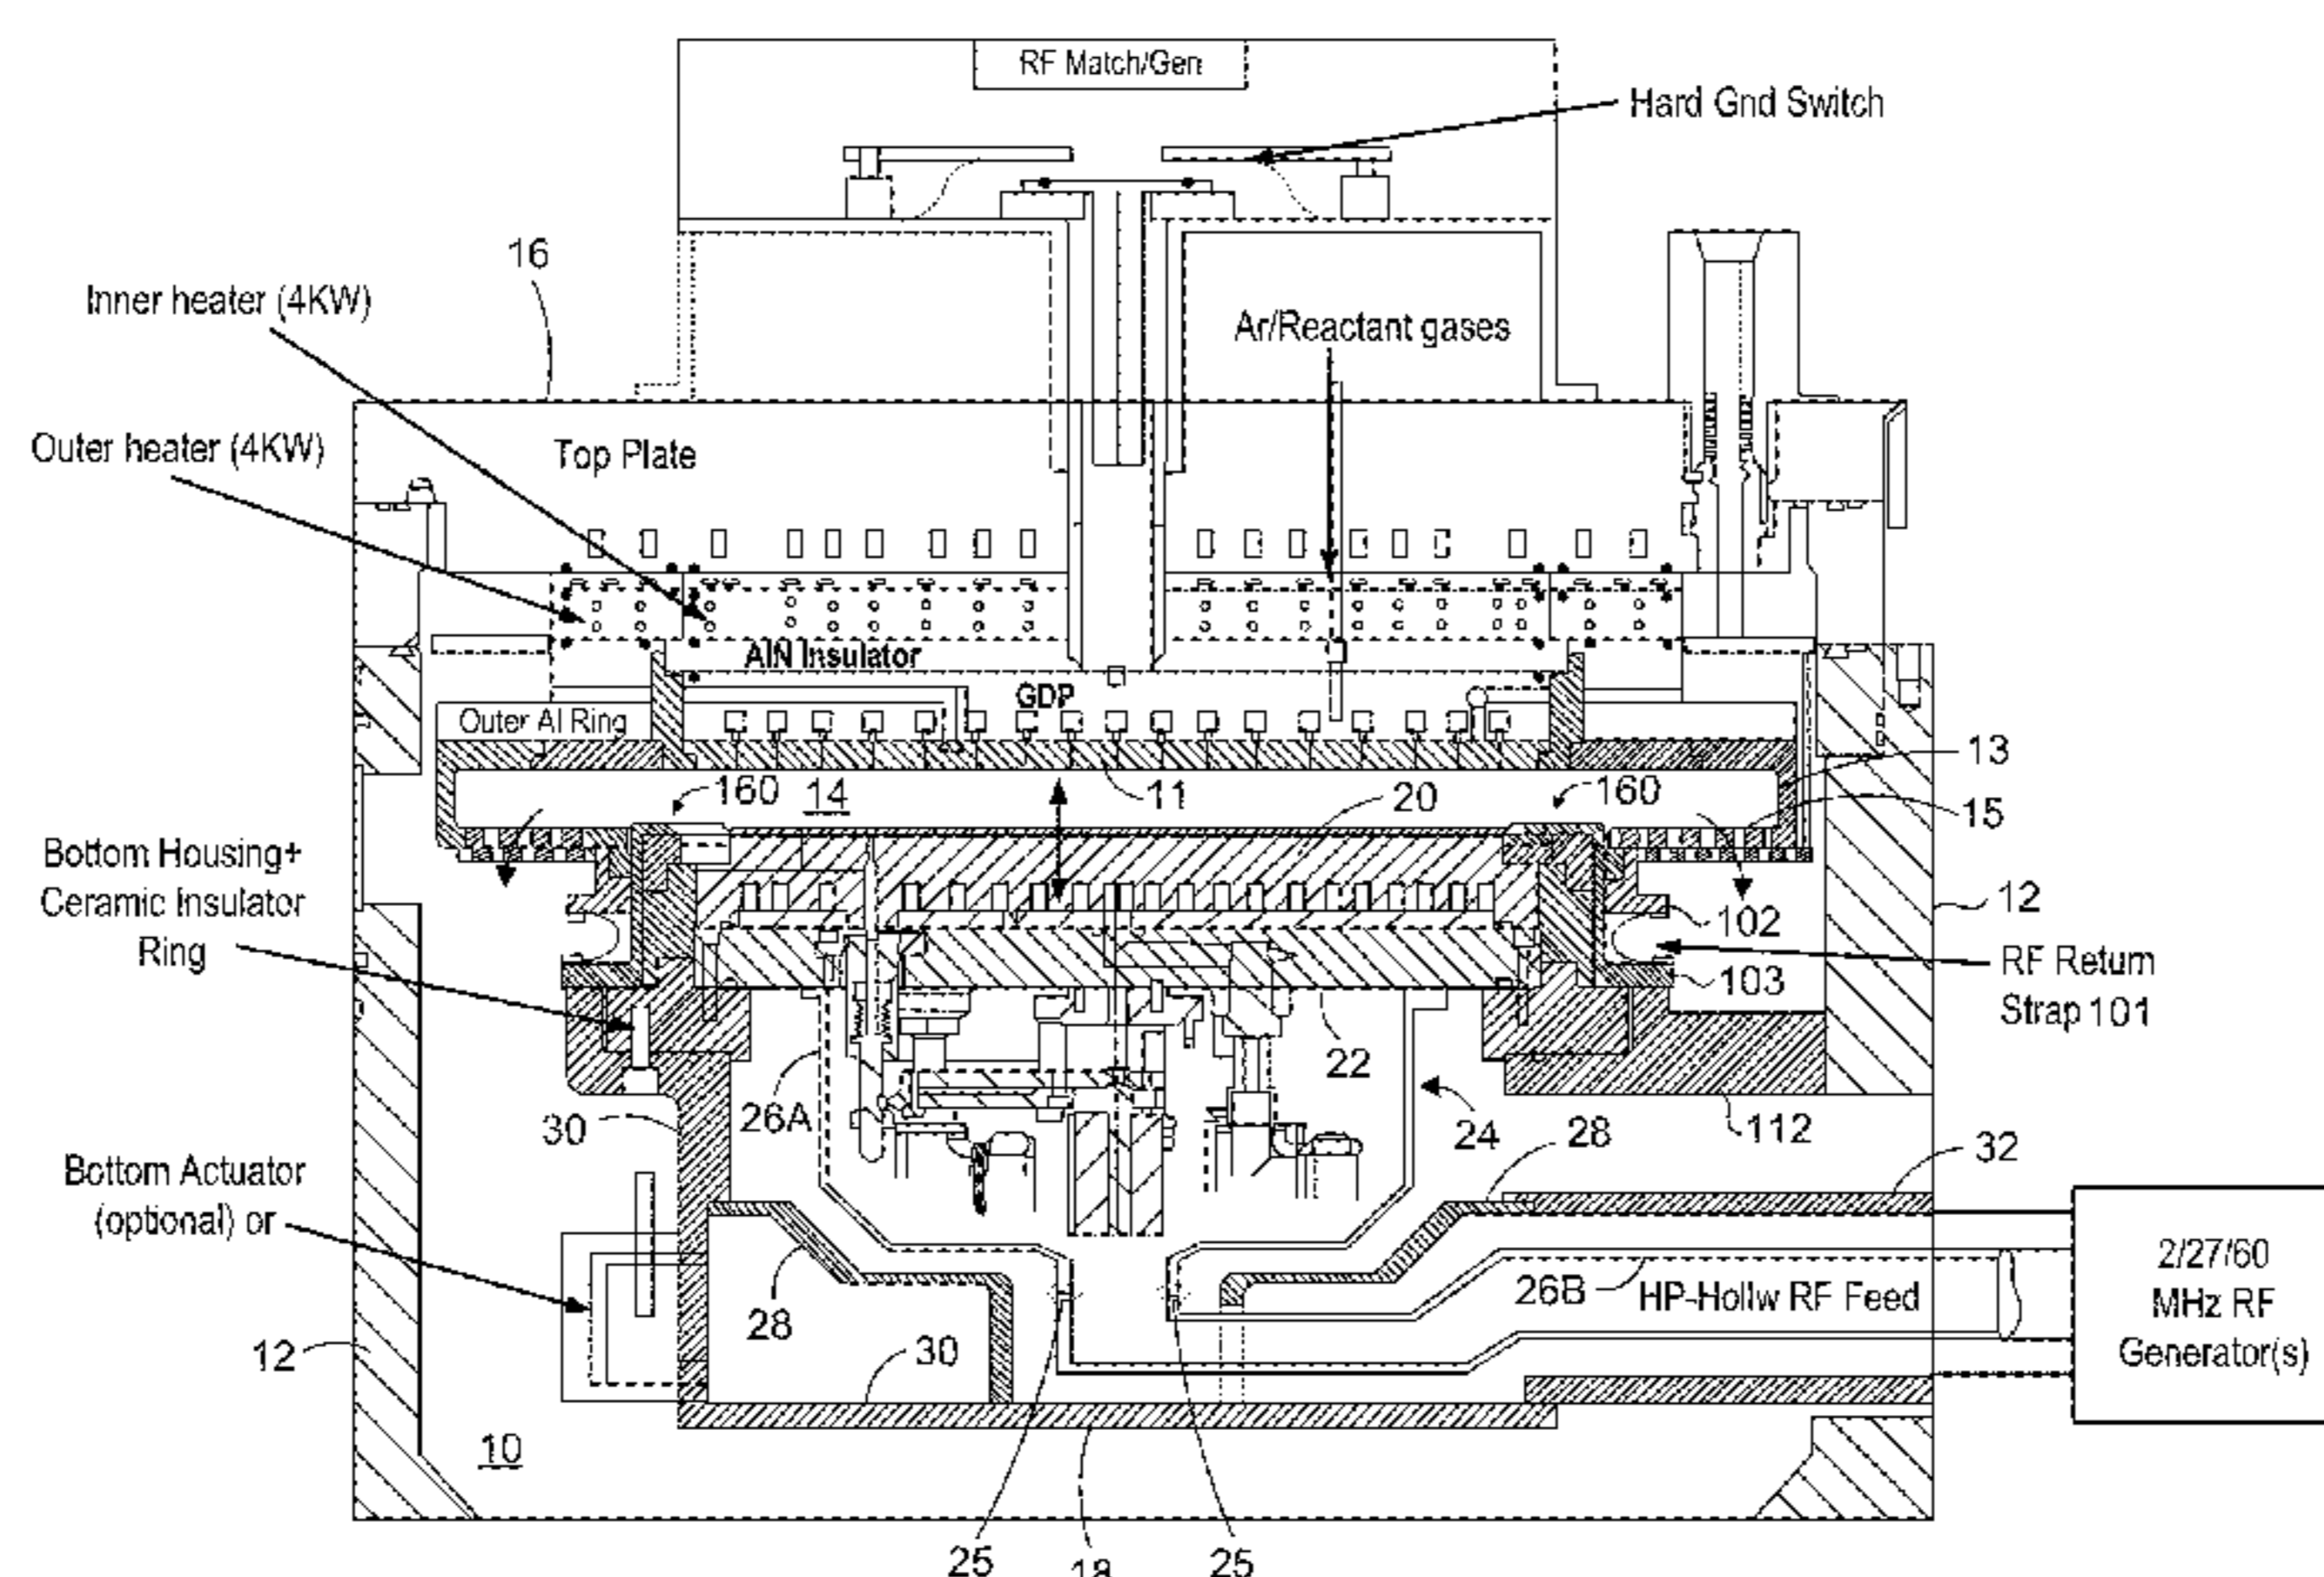 RF Match/Gen
Hard Gnd Switch
16
Inner heater (4KW)
Ar/Reactant gases
Outer heater (4KW)
Top Plate
AlN Insulator
GDP
Outer Al Ring
13
160
14
11
20
160
15
Bottom Housing+
Ceramic Insulator
Ring
102
12
RF Return
Strap 101
103
26A
22
30
24
28
112
32
Bottom Actuator
(optional) or
28
26B
HP-Hollw RF Feed
2/27/60
MHz RF
Generator(s)
12
30
10
25
18
25